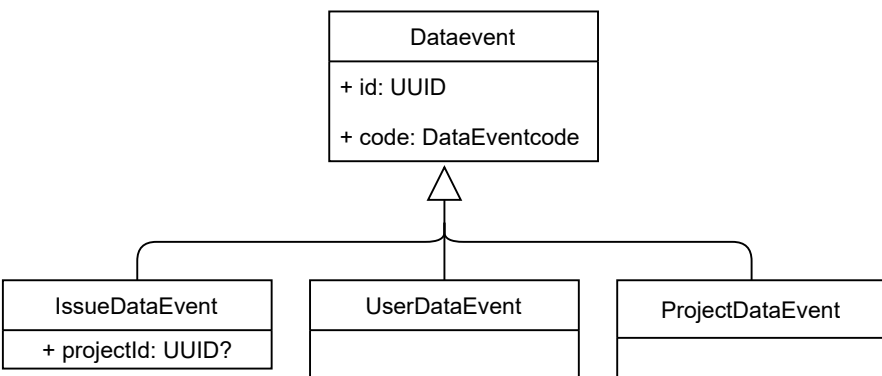 Dataevent
+ id: UUID
+ code: DataEventcode
IssueDataEvent
+ projectId: UUID?
UserDataEvent
ProjectDataEvent